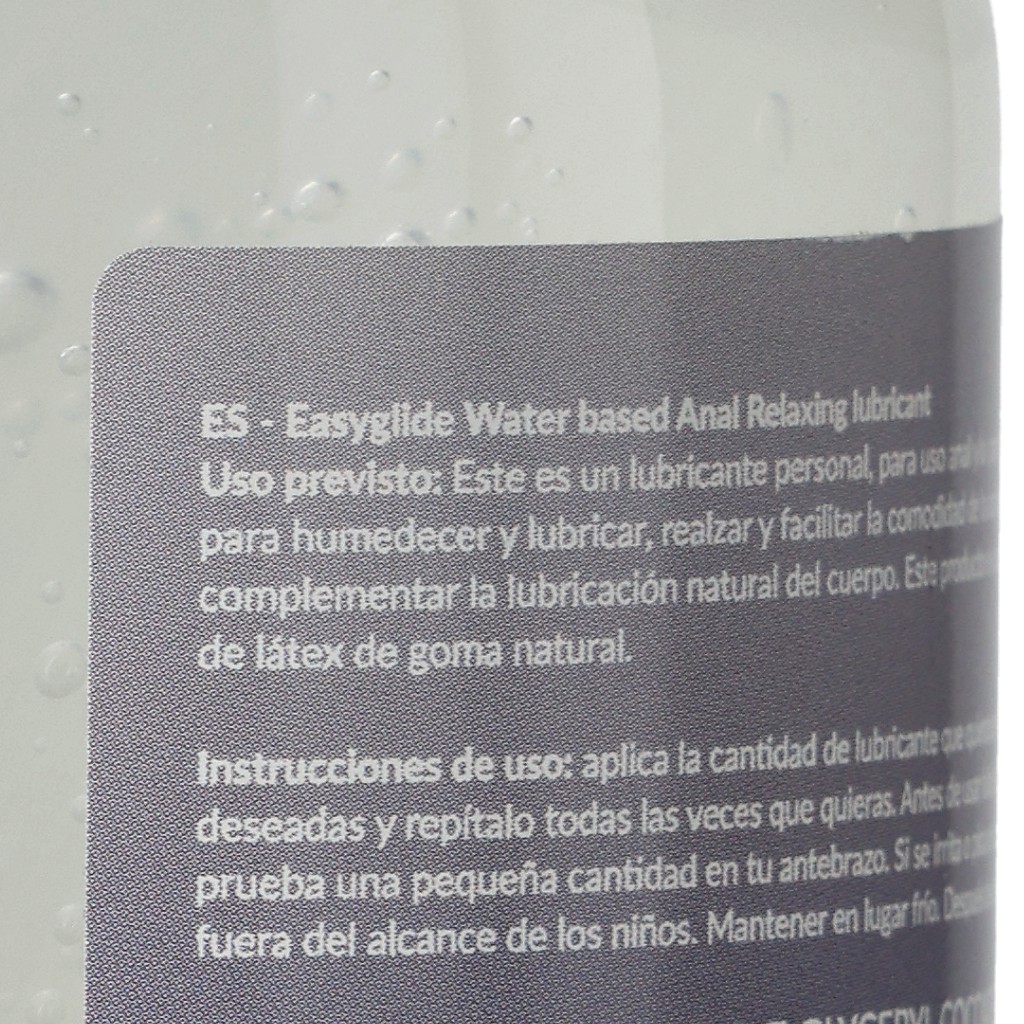 ES - Easyglide Water based Anal Relaxing lubricant
Uso previsto: Este es un lubricante personal, para uso anal
para humedecer y lubricar, realzar y facilitar la comodidad de
complementar la lubricación natural del cuerpo. Este producto
de látex de goma natural.
Instrucciones de uso: aplica la cantidad de lubricante que
deseadas y repítalo todas las veces que quieras. Antes de usar
prueba una pequeña cantidad en tu antebrazo. Si se irrita o
fuera del alcance de los niños. Mantener en lugar frío.